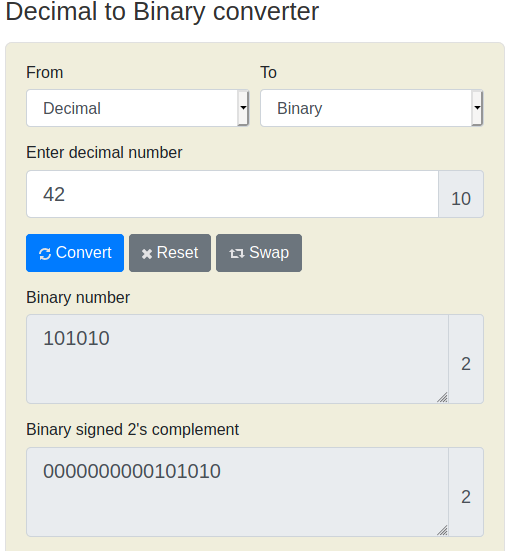 Decimal to Binary converter
From To
Decimal Binary
Enter decimal number
42 10
Convert Reset Swap
Binary number
101010 2
Binary signed 2's complement
0000000000101010 2